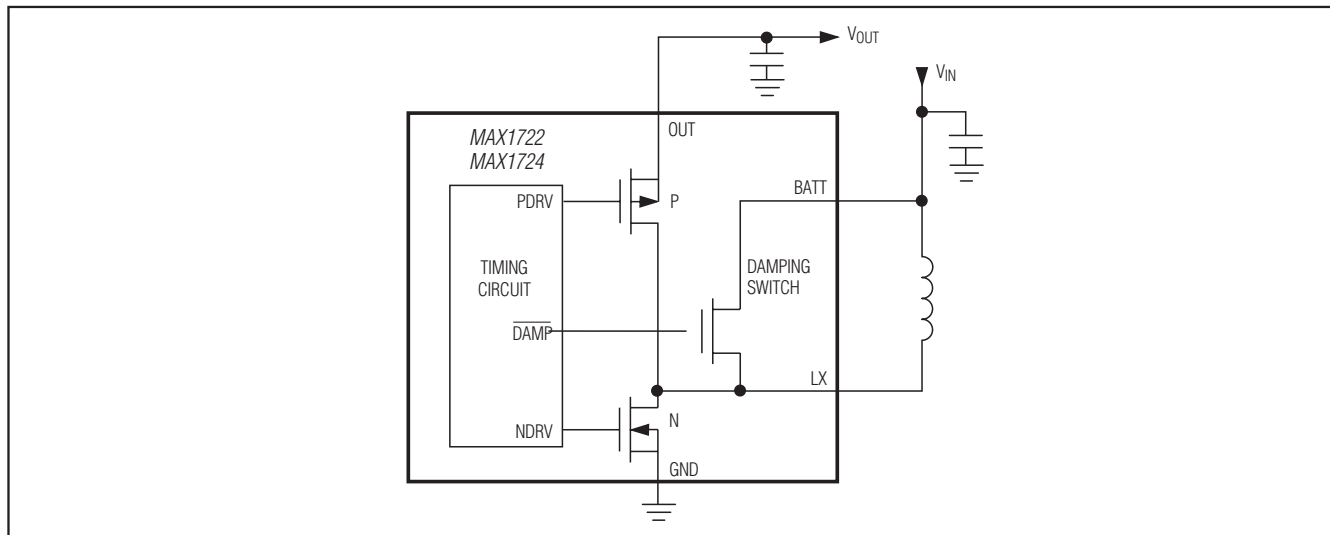 VOUT
VIN
MAX1722
MAX1724
OUT
BATT
PDRV
P
TIMING
CIRCUIT
DAMPING
SWITCH
DAMP
LX
NDRV
N
GND